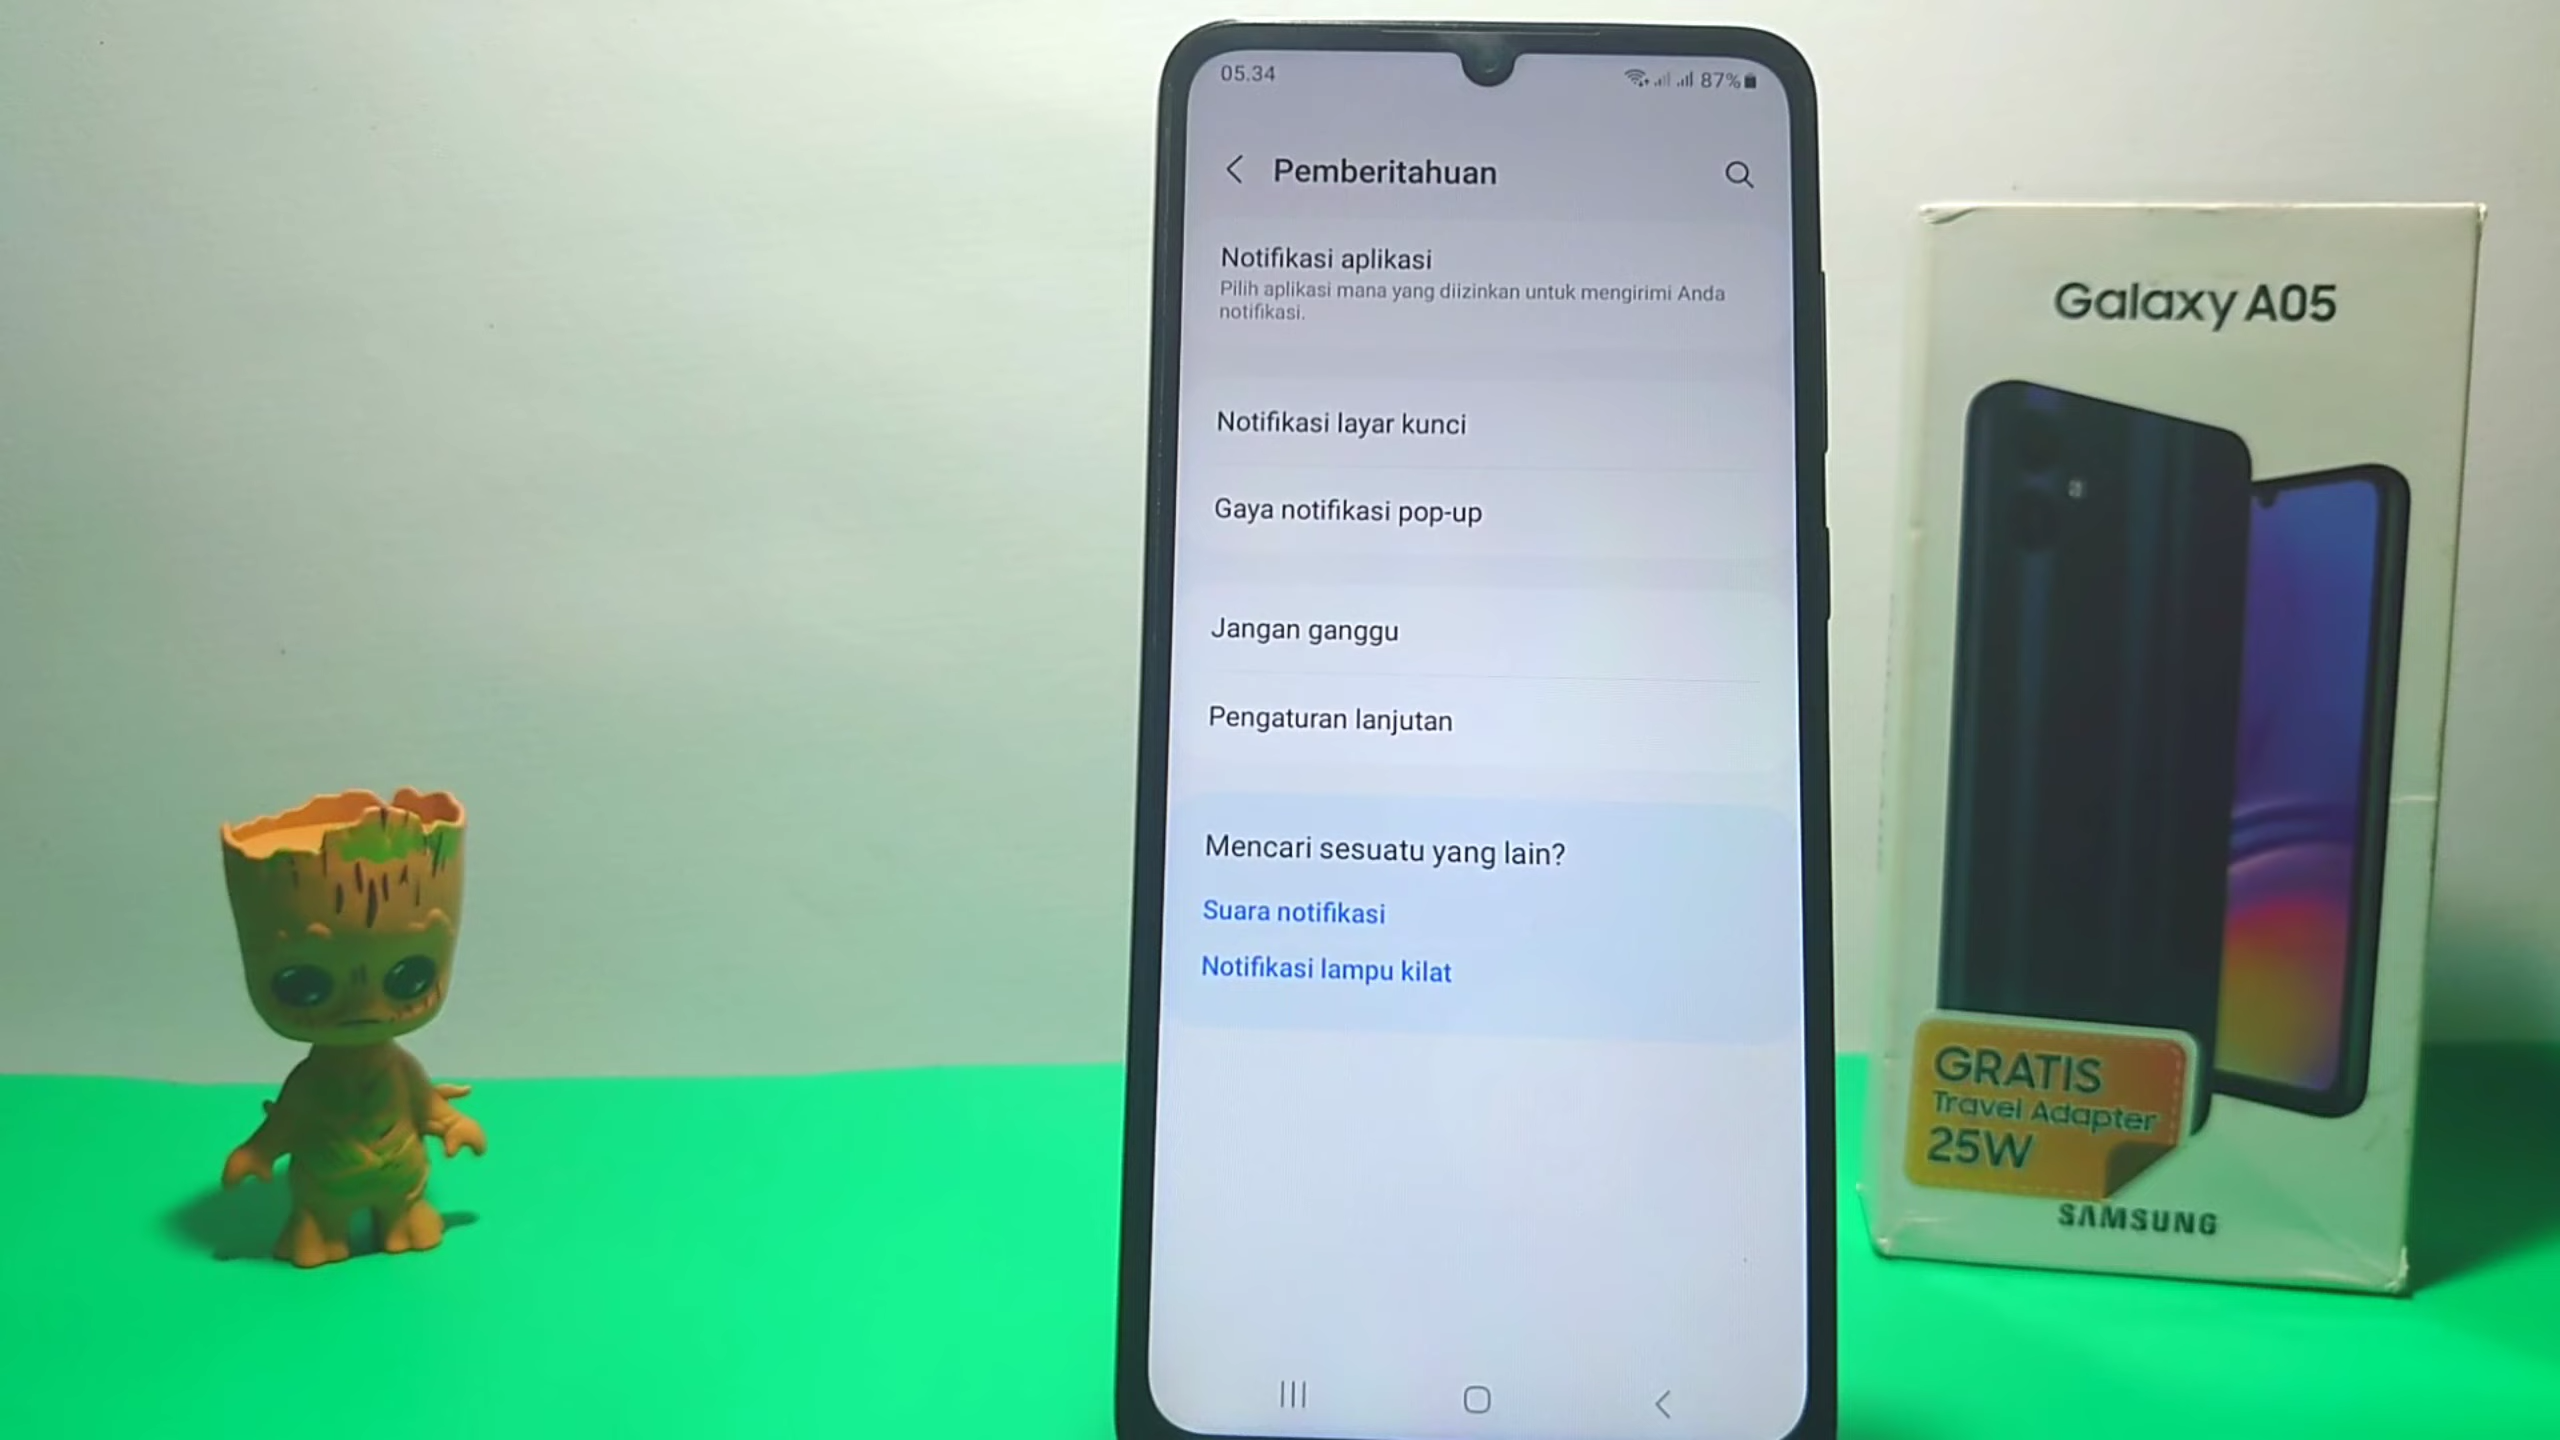 05.34
87%
Pemberitahuan
Notifikasi aplikasi
Pilih aplikasi mana yang diizinkan untuk mengirimi Anda
notifikasi.
Notifikasi layar kunci
Gaya notifikasi pop-up
Jangan ganggu
Pengaturan lanjutan
Mencari sesuatu yang lain?
Suara notifikasi
Notifikasi lampu kilat
Galaxy A05
GRATIS
Travel Adapter
25W
SAMSUNG